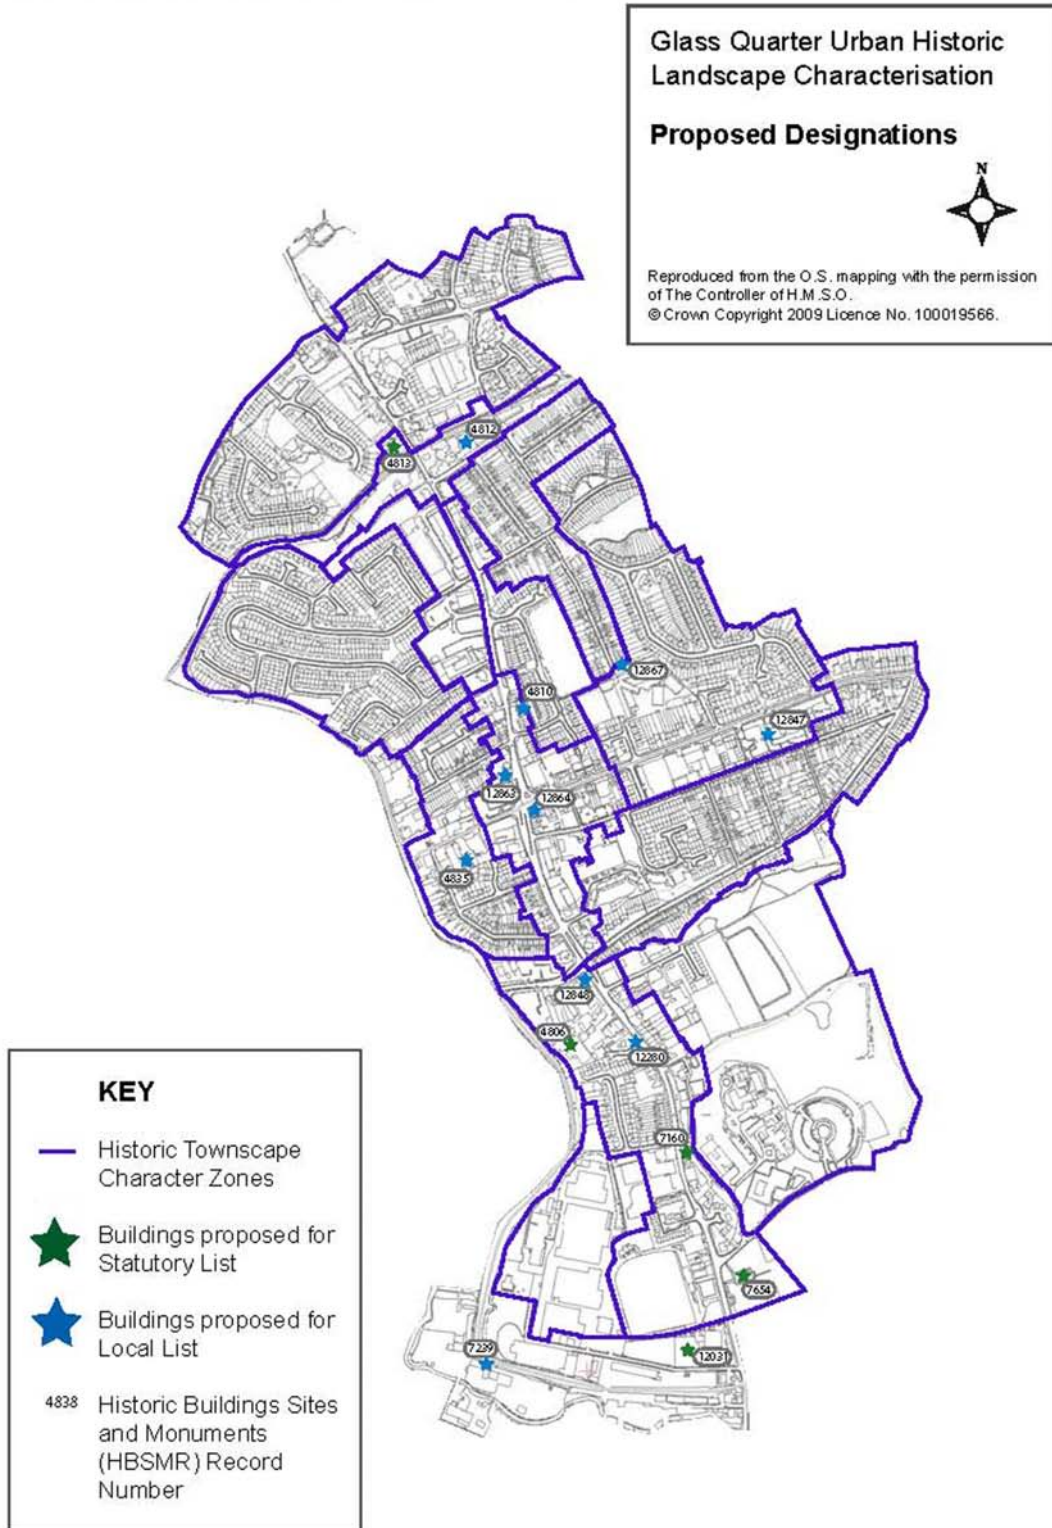 Glass Quarter Urban Historic
Landscape Characterisation
Proposed Designations
N
Reproduced from the O.S. mapping with the permission
of The Controller of H.M.S.O.
© Crown Copyright 2009 Licence No. 100019566.
4812
4813
12867
4810
12847
12863
12864
4835
12848
4806
12280
7160
7654
7239
12031
KEY
Historic Townscape
Character Zones
Buildings proposed for
Statutory List
Buildings proposed for
Local List
4838 Historic Buildings Sites
and Monuments
(HBSMR) Record
Number